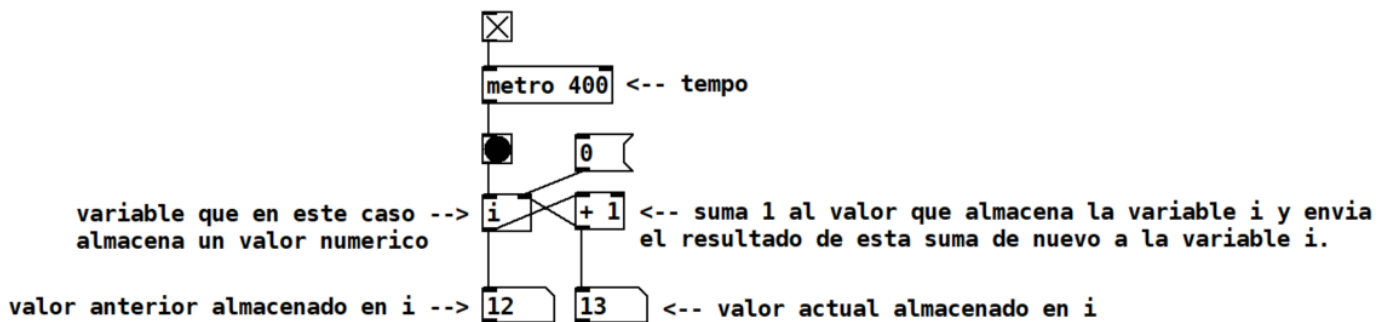 metro 400 <-- tempo
0
variable que en este caso --> i + 1 <-- suma 1 al valor que almacena la variable i y envia
almacena un valor numerico el resultado de esta suma de nuevo a la variable i.
valor anterior almacenado en i --> 12 13 <-- valor actual almacenado en i